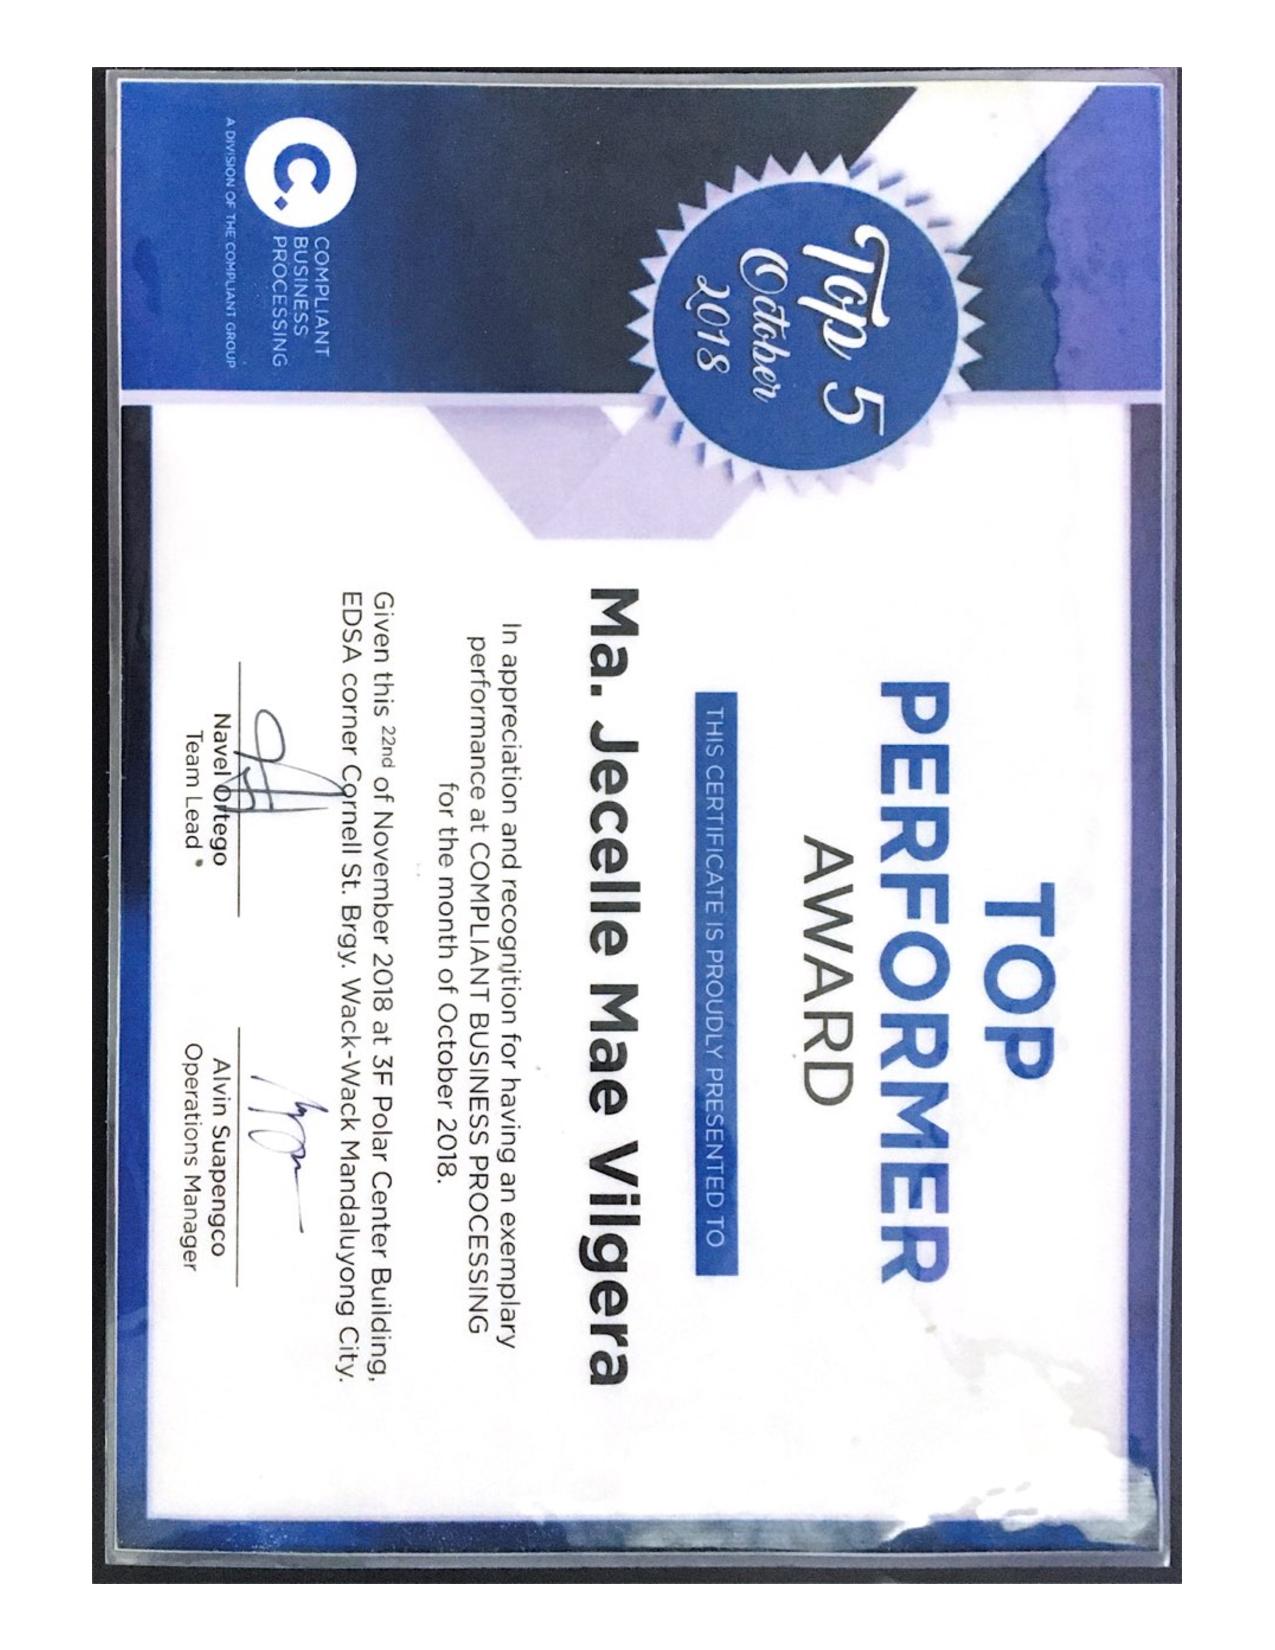 Top 5
October
2018
COMPLIANT
BUSINESS
PROCESSING
A DIVISION OF THE COMPLIANT GROUP
TOP
PERFORMER
AWARD
THIS CERTIFICATE IS PROUDLY PRESENTED TO
Ma. Jecelle Mae Vilgera
In appreciation and recognition for having an exemplary
performance at COMPLIANT BUSINESS PROCESSING
for the month of October 2018.
Given this 22nd of November 2018 at 3F Polar Center Building,
EDSA corner Cornell St. Brgy. Wack-Wack Mandaluyong City.
Navel Ortego
Team Lead
Alvin Suapengco
Operations Manager